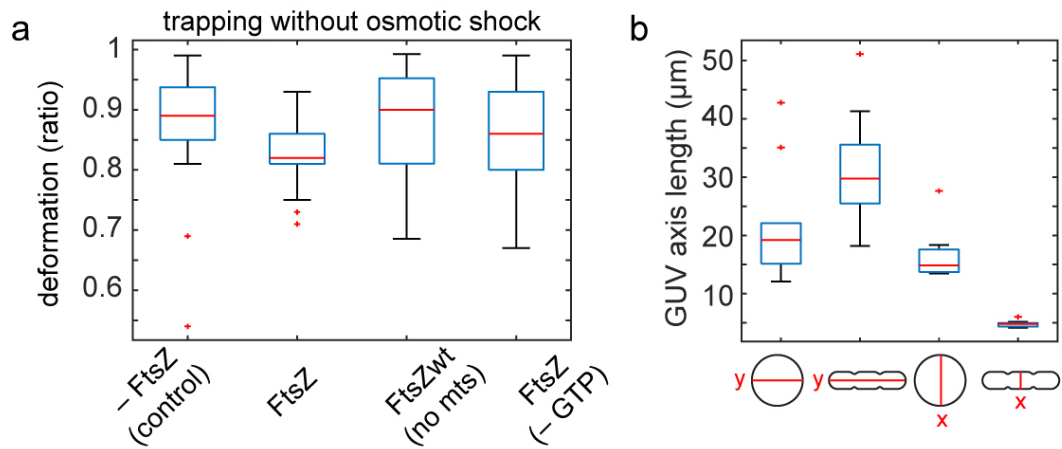 a
trapping without osmotic shock
deformation (ratio)
1
0.9
0.8
0.7
0.6
– FtsZ
(control)
FtsZ
FtsZwt
(no mts)
FtsZ
(– GTP)
b
GUV axis length (µm)
50
40
30
20
10
y
y
x
x